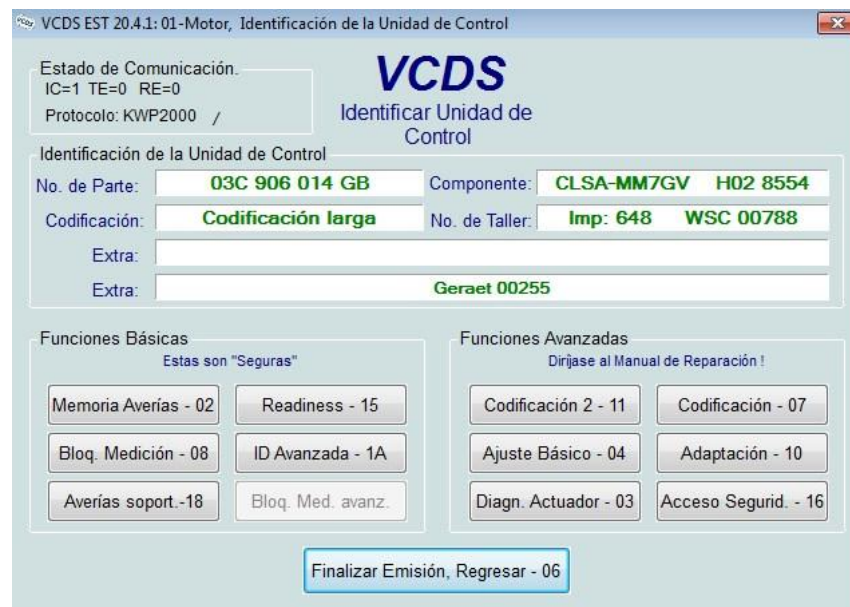 VCDS
VCDS EST 20.4.1: 01-Motor, Identificación de la Unidad de Control
Estado de Comunicación.
IC=1 TE=0 RE=0
Protocolo: KWP2000 /
VCDS
Identificar Unidad de
Control
Identificación de la Unidad de Control
No. de Parte: 03C 906 014 GB Componente: CLSA-MM7GV H02 8554
Codificación: Codificación larga No. de Taller: Imp: 648 WSC 00788
Extra:
Extra: Geraet 00255
Funciones Básicas
Estas son "Seguras"
Memoria Averías - 02 Readiness - 15
Bloq. Medición - 08 ID Avanzada - 1A
Averías soport.-18 Bloq. Med. avanz.
Funciones Avanzadas
Dirijase al Manual de Reparación !
Codificación 2 - 11 Codificación - 07
Ajuste Básico - 04 Adaptación - 10
Diagn. Actuador - 03 Acceso Segurid. - 16
Finalizar Emisión, Regresar - 06